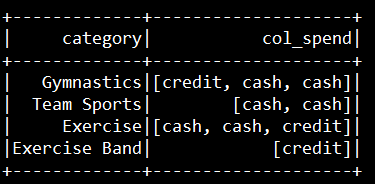 +-------------+--------------------+
|     category|           col_spend|
+-------------+--------------------+
|   Gymnastics|[credit, cash, cash]|
|  Team Sports|        [cash, cash]|
|     Exercise|[cash, cash, credit]|
|Exercise Band|            [credit]|
+-------------+--------------------+